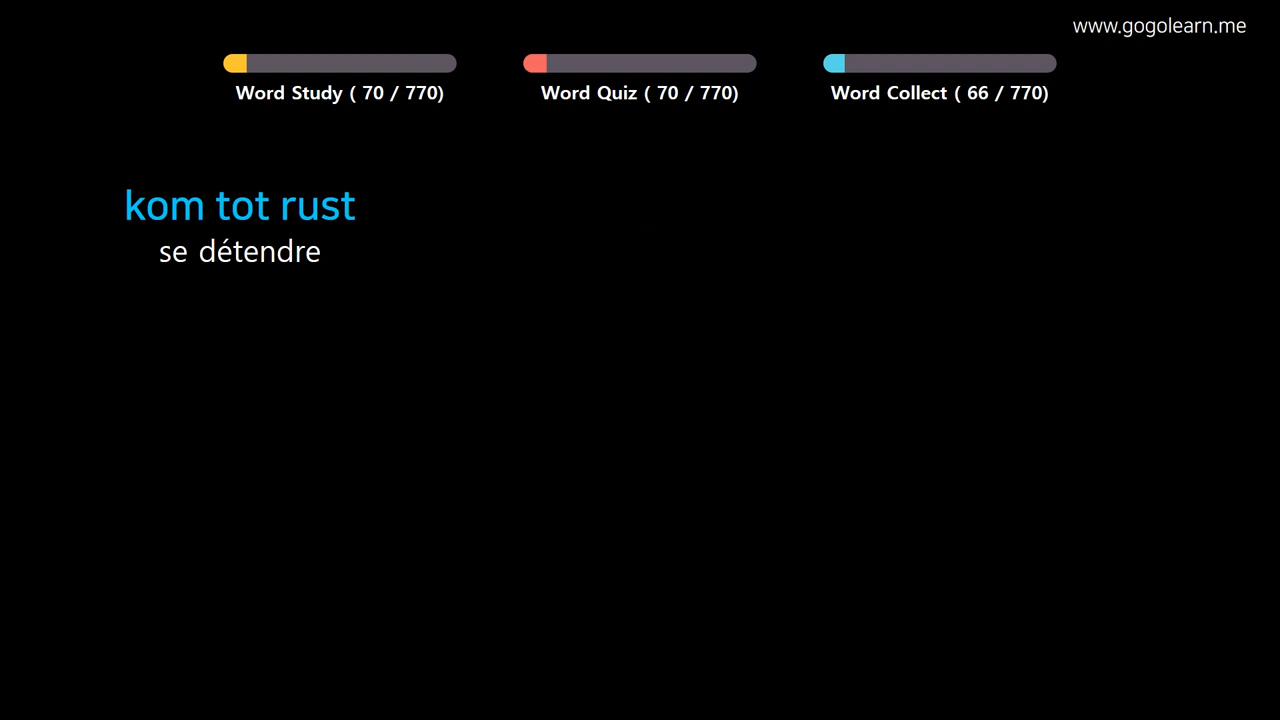 www.gogolearn.me
Word Study ( 70 / 770)
Word Quiz ( 70 / 770)
Word Collect ( 66 / 770)
kom tot rust
se détendre